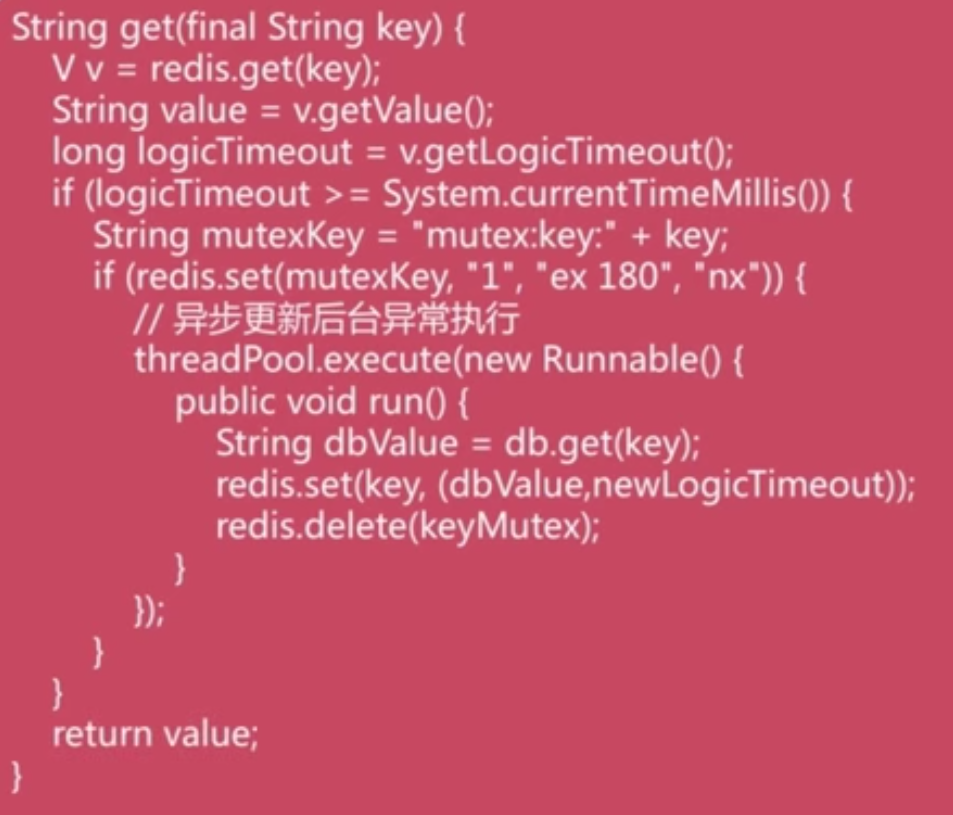 String get(final String key) {
V v = redis.get(key);
String value = v.getValue();
long logicTimeout = v.getLogicTimeout();
if (logicTimeout >= System.currentTimeMillis()) {
String mutexKey = "mutex:key:" + key;
if (redis.set(mutexKey, "1", "ex 180", "nx")) {
// 异步更新后台异常执行
threadPool.execute(new Runnable() {
public void run() {
String dbValue = db.get(key);
redis.set(key, (dbValue,newLogicTimeout));
redis.delete(keyMutex);
}
});
}
}
return value;
}